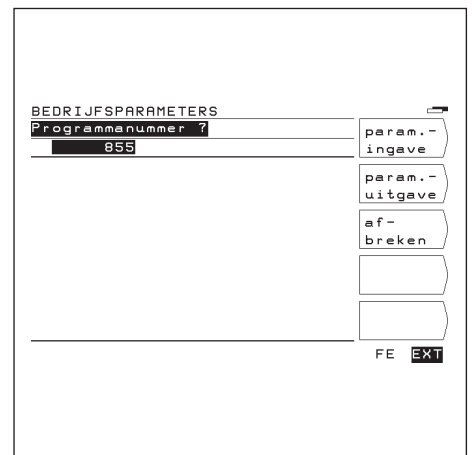 BEDRIJFSPARAMETERS
Programmanummer ?
855
param.-
ingave
param.-
uitgave
af-
breken
FE EXT